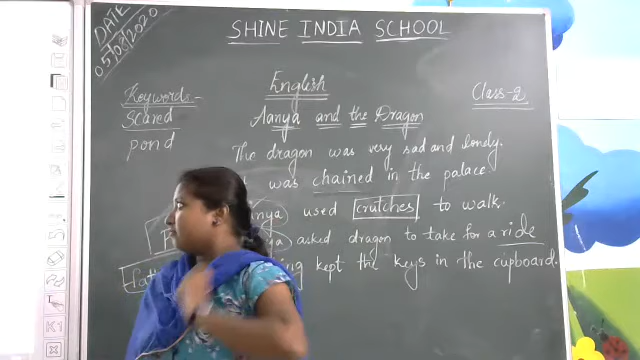 DATE
05/03/2020
SHINE INDIA SCHOOL
English
Class-2
Keywords-
Scared
pond
Aanya and the Dragon
The dragon was very sad and lonely.
was chained in the palace.
used crutches to walk.
asked dragon to take for a ride
kept the keys in the cupboard.
K1